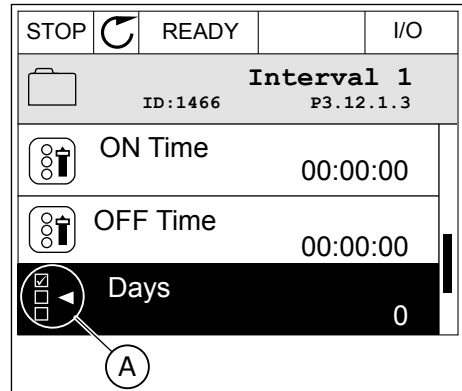 STOP READY I/O
Interval 1
ID:1466 P3.12.1.3
ON Time
00:00:00
OFF Time
00:00:00
Days
0
A